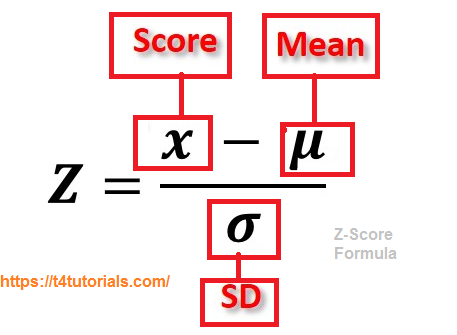 Score Mean
x − μ
Z =
σ
Z-Score
Formula
https://t4tutorials.com/
SD